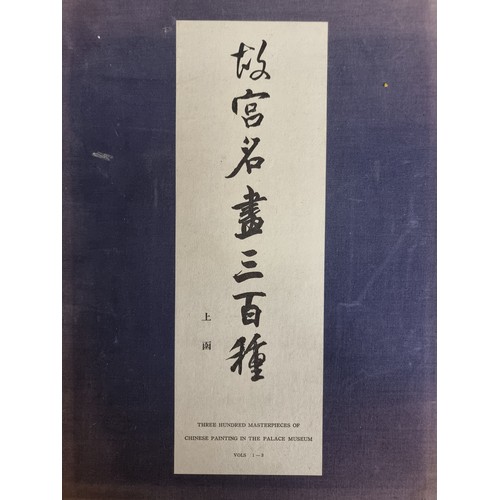 故宮名畫三百種
上函
THREE HUNDRED MASTERPIECES OF
CHINESE PAINTING IN THE PALACE MUSEUM
VOLS 1-3